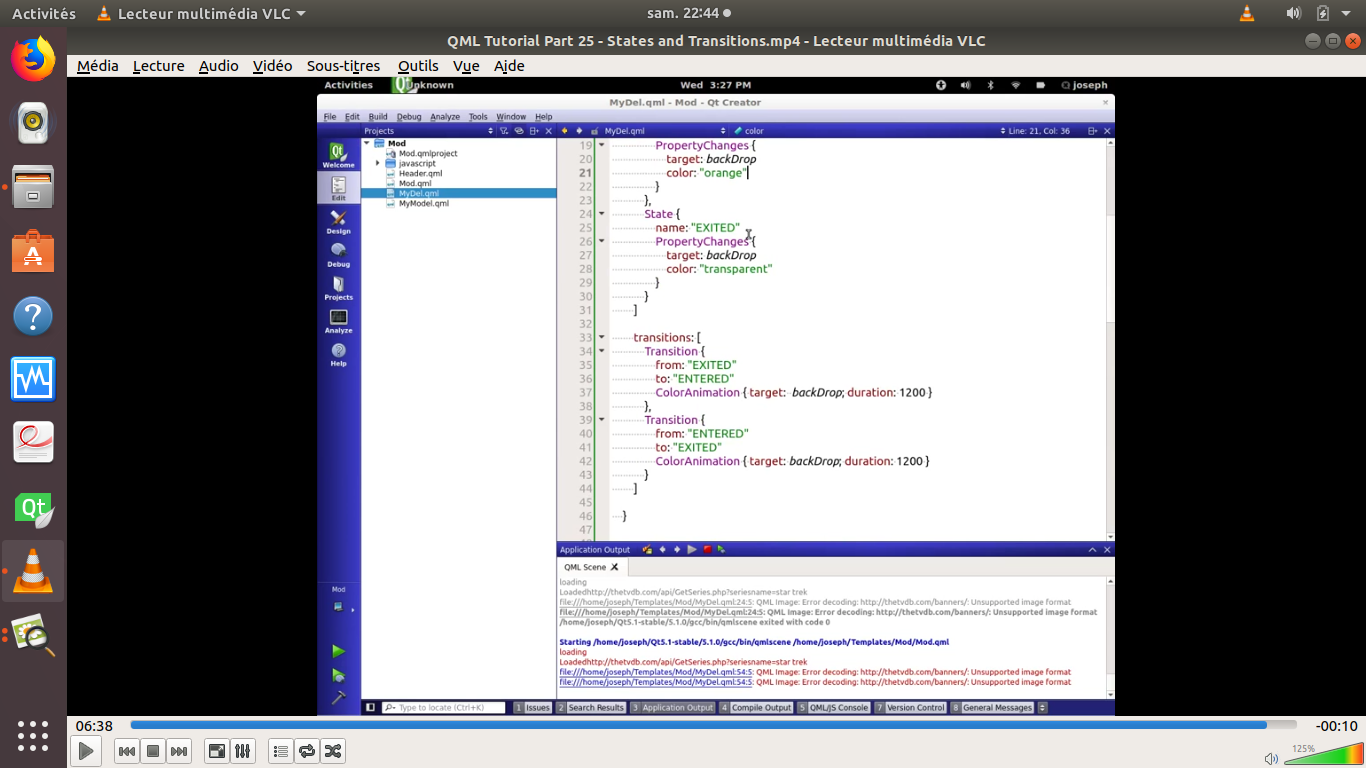 Activités Lecteur multimédia VLC sam. 22:44
QML Tutorial Part 25 - States and Transitions.mp4 - Lecteur multimédia VLC
Média Lecture Audio Vidéo Sous-titres Outils Vue Aide
Activities Unknown Wed 3:27 PM joseph
MyDel.qml - Mod - Qt Creator
File Edit Build Debug Analyze Tools Window Help
Projects MyDel.qml color Line: 21, Col: 36
Welcome
Edit
Design
Debug
Projects
Analyze
Help
Mod
Mod.qmlproject
javascript
Header.qml
Mod.qml
MyDel.qml
MyModel.qml
19 PropertyChanges {
20 target: backDrop
21 color: "orange"
22 }
23 },
24 State {
25 name: "EXITED"
26 PropertyChanges {
27 target: backDrop
28 color: "transparent"
29 }
30 }
31 ]
32
33 transitions: [
34 Transition {
35 from: "EXITED"
36 to: "ENTERED"
37 ColorAnimation { target: backDrop; duration: 1200 }
38 },
39 Transition {
40 from: "ENTERED"
41 to: "EXITED"
42 ColorAnimation { target: backDrop; duration: 1200 }
43 }
44 ]
45
46 }
47
Application Output
QML Scene
loading
Loadedhttp://thetvdb.com/api/GetSeries.php?seriesname=star trek
file:///home/joseph/Templates/Mod/MyDel.qml:24:5: QML Image: Error decoding: http://thetvdb.com/banners/: Unsupported image format
file:///home/joseph/Templates/Mod/MyDel.qml:24:5: QML Image: Error decoding: http://thetvdb.com/banners/: Unsupported image format
/home/joseph/Qt5.1-stable/5.1.0/gcc/bin/qmlscene exited with code 0
Starting /home/joseph/Qt5.1-stable/5.1.0/gcc/bin/qmlscene /home/joseph/Templates/Mod/Mod.qml
loading
Loadedhttp://thetvdb.com/api/GetSeries.php?seriesname=star trek
file:///home/joseph/Templates/Mod/MyDel.qml:54:5: QML Image: Error decoding: http://thetvdb.com/banners/: Unsupported image format
file:///home/joseph/Templates/Mod/MyDel.qml:54:5: QML Image: Error decoding: http://thetvdb.com/banners/: Unsupported image format
Mod
Type to locate (Ctrl+K) 1 Issues 2 Search Results 3 Application Output 4 Compile Output 5 QML/JS Console 7 Version Control 8 General Messages
06:38 -00:10
125%